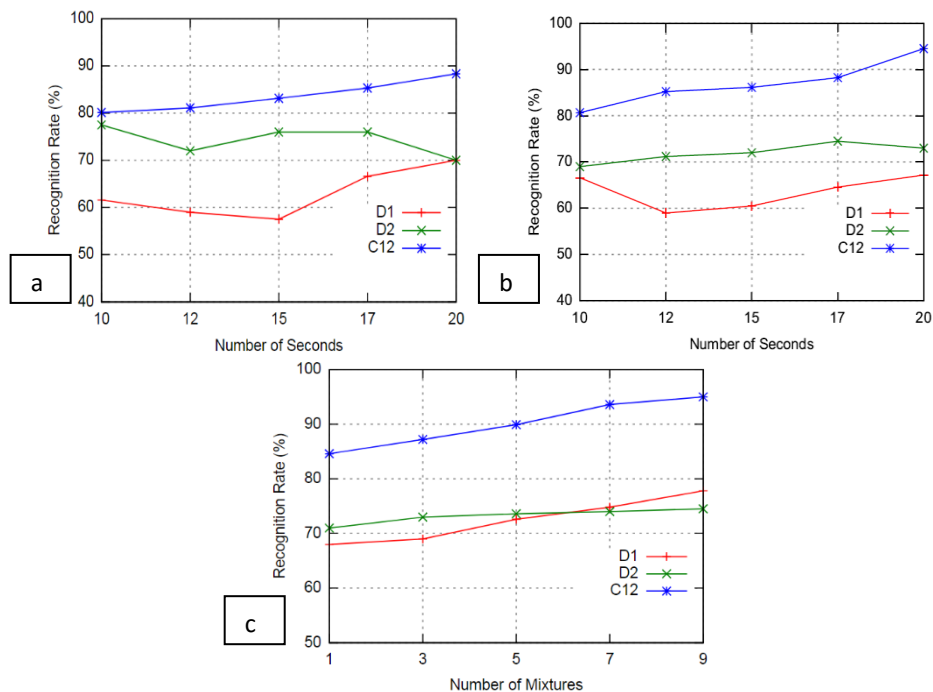 100
90
80
70
60
50
40
Recognition Rate (%)
D1
D2
C12
10 12 15 17 20
Number of Seconds
a
100
90
80
70
60
50
40
Recognition Rate (%)
D1
D2
C12
10 12 15 17 20
Number of Seconds
b
100
90
80
70
60
50
Recognition Rate (%)
D1
D2
C12
1 3 5 7 9
Number of Mixtures
c